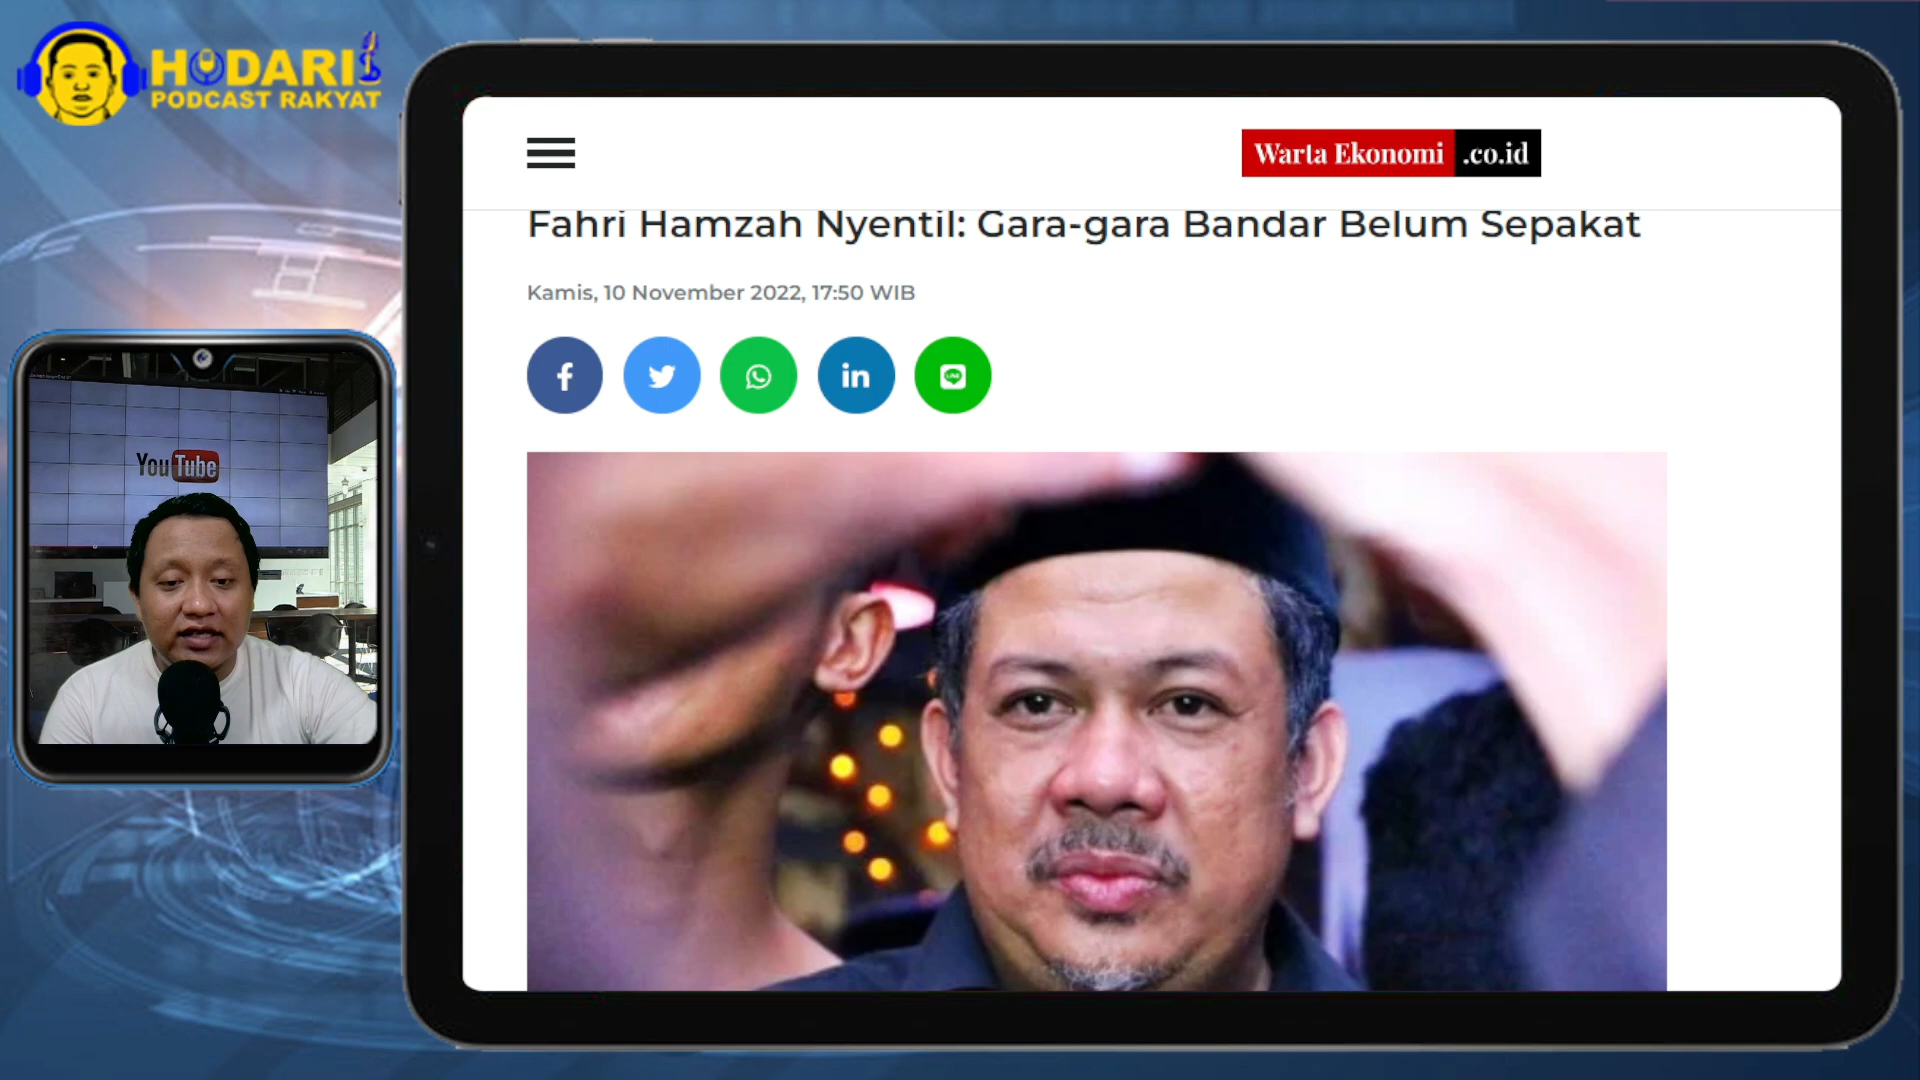 HODARI
PODCAST RAKYAT
Warta Ekonomi .co.id
Fahri Hamzah Nyentil: Gara-gara Bandar Belum Sepakat
Kamis, 10 November 2022, 17:50 WIB
YouTube